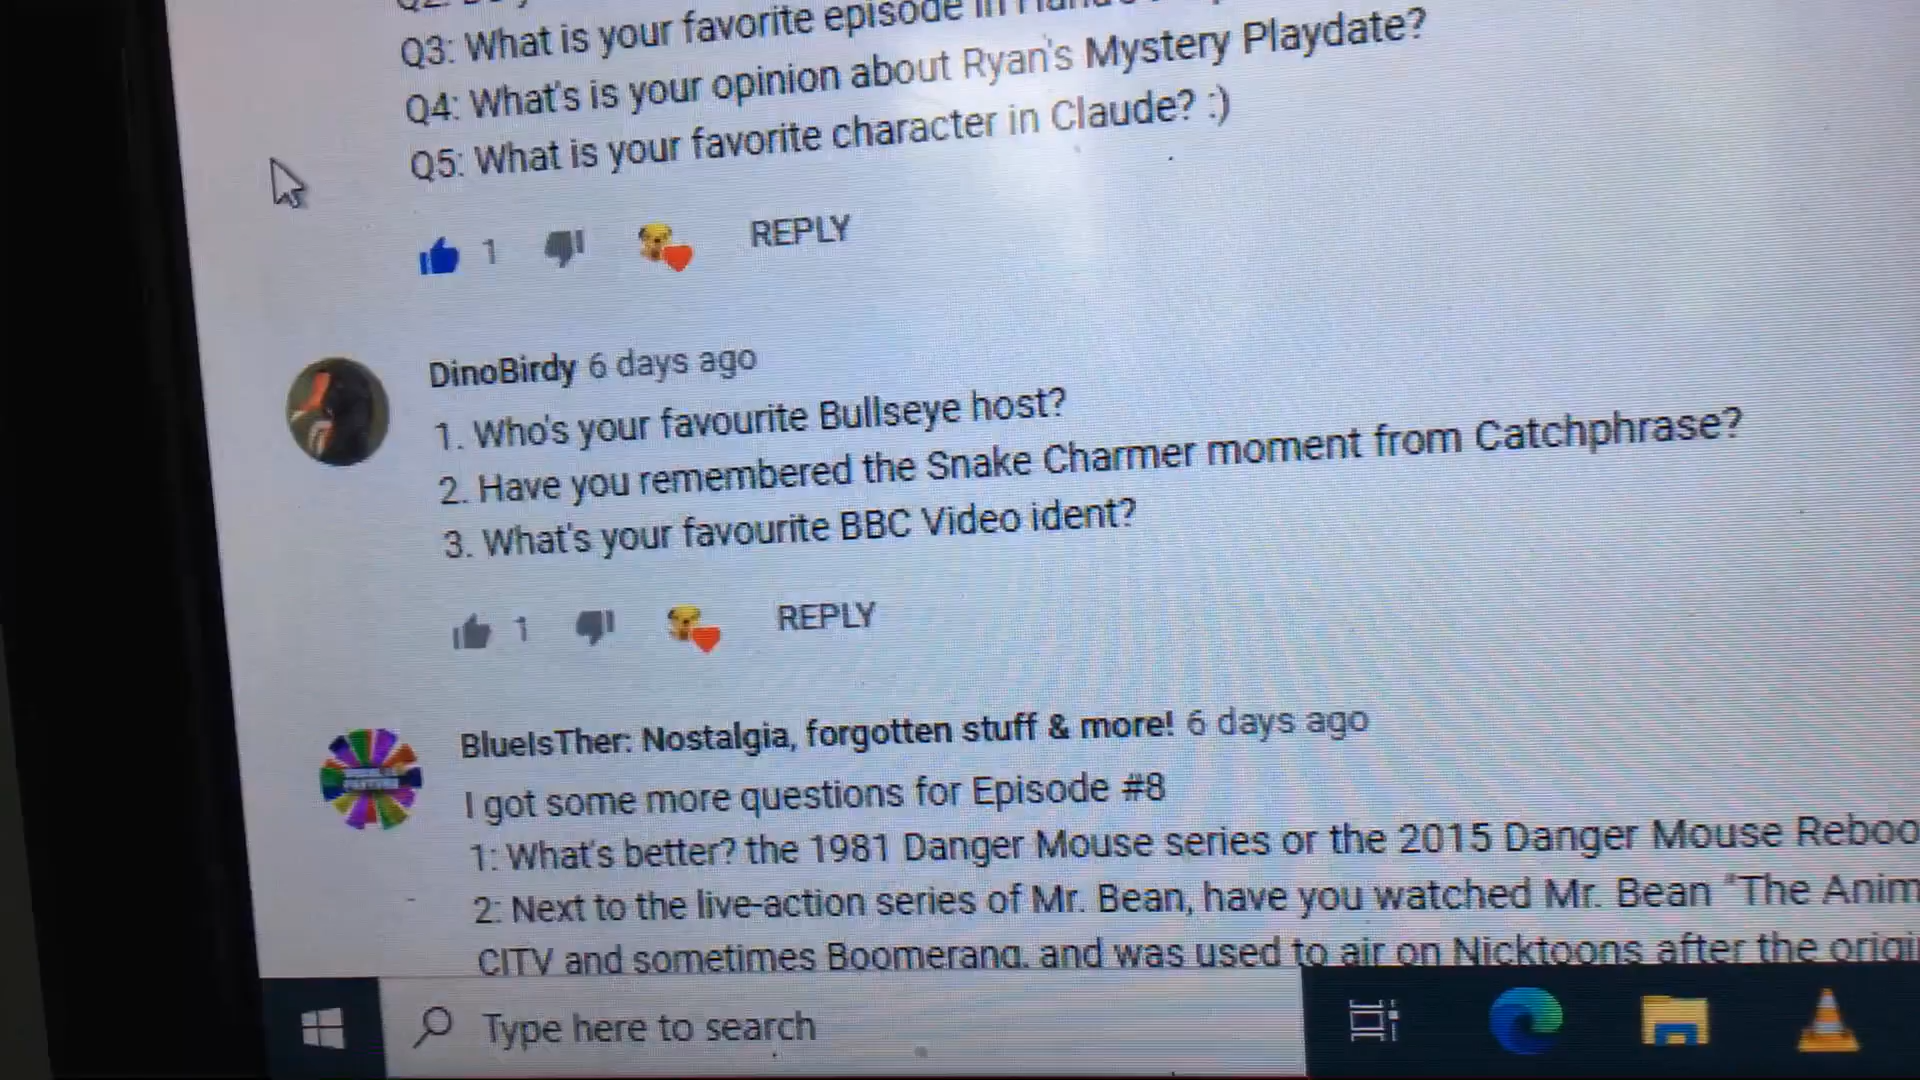 Q3: What is your favorite episode in
Q4: What's is your opinion about Ryan's Mystery Playdate?
Q5: What is your favorite character in Claude? :)
1 REPLY
DinoBirdy 6 days ago
1. Who's your favourite Bullseye host?
2. Have you remembered the Snake Charmer moment from Catchphrase?
3. What's your favourite BBC Video ident?
1 REPLY
BlueIsTher: Nostalgia, forgotten stuff & more! 6 days ago
I got some more questions for Episode #8
1: What's better? the 1981 Danger Mouse series or the 2015 Danger Mouse Reboo
2: Next to the live-action series of Mr. Bean, have you watched Mr. Bean "The Anim
CITV and sometimes Boomerang. and was used to air on Nicktoons after the origi
Type here to search